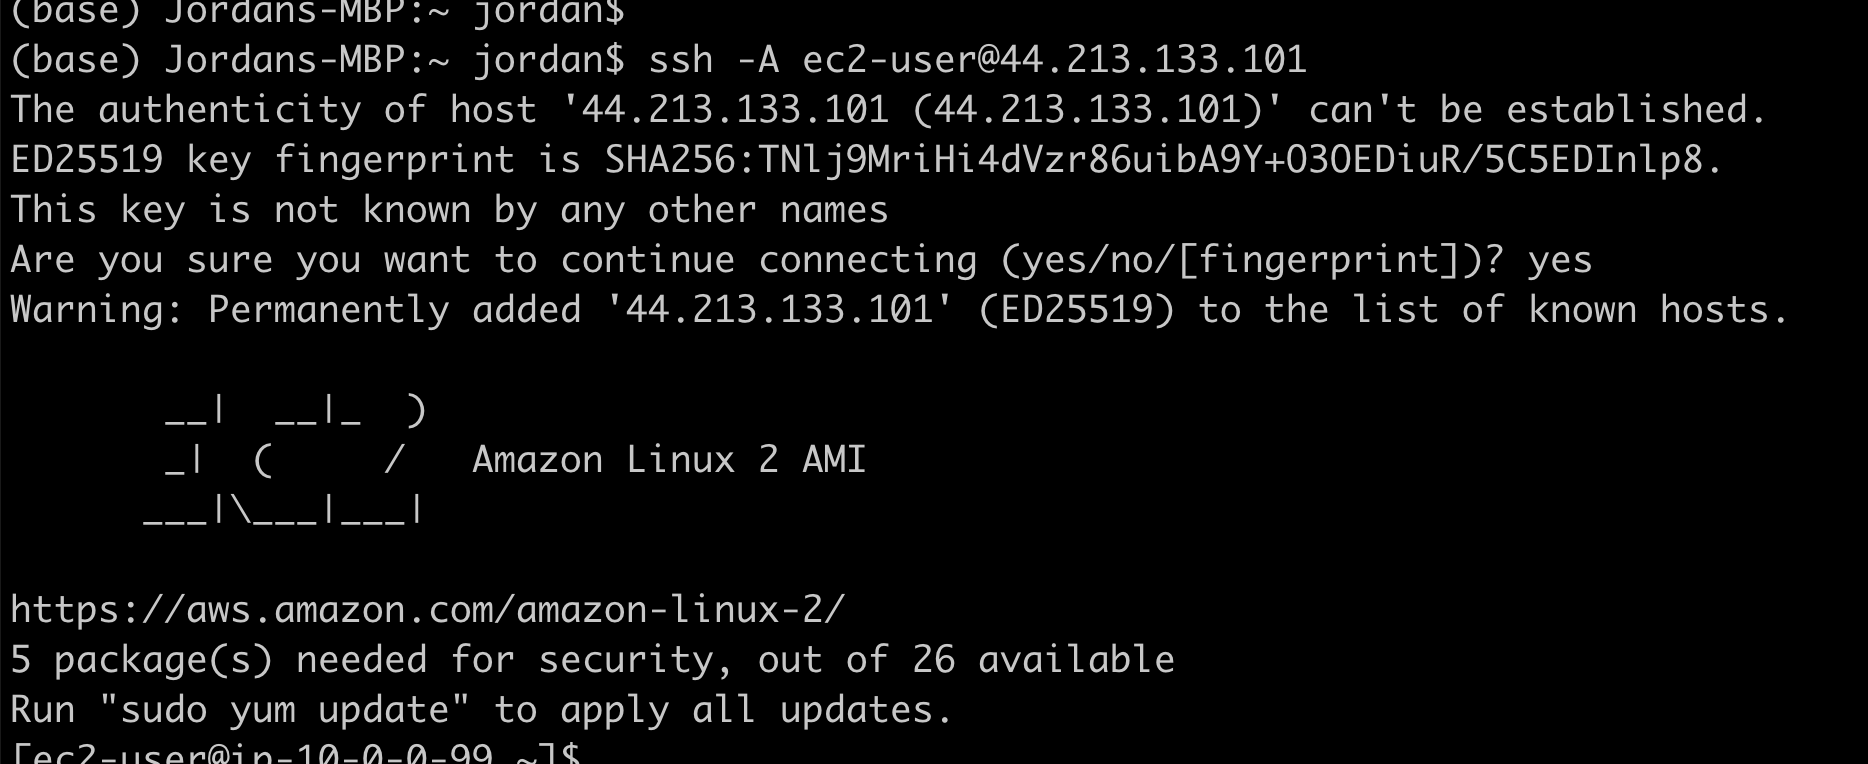 (base) Jordans-MBP:~ jordan$
(base) Jordans-MBP:~ jordan$ ssh -A ec2-user@44.213.133.101
The authenticity of host '44.213.133.101 (44.213.133.101)' can't be established.
ED25519 key fingerprint is SHA256:TNlj9MriHi4dVzr86uibA9Y+O3OEDiuR/5C5EDInlp8.
This key is not known by any other names
Are you sure you want to continue connecting (yes/no/[fingerprint])? yes
Warning: Permanently added '44.213.133.101' (ED25519) to the list of known hosts.
       __|  __|_  )
       _|  (     /   Amazon Linux 2 AMI
      ___|\___|___|
https://aws.amazon.com/amazon-linux-2/
5 package(s) needed for security, out of 26 available
Run "sudo yum update" to apply all updates.
[ec2-user@ip-10-0-0-99 ~]$